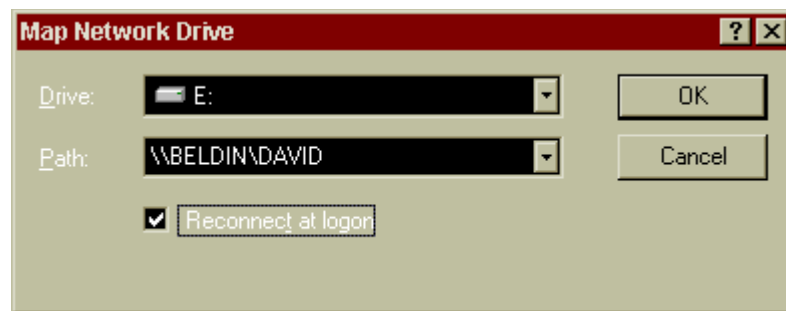 Map Network Drive
Drive: E: OK
Path: \\BELDIN\DAVID Cancel
Reconnect at logon